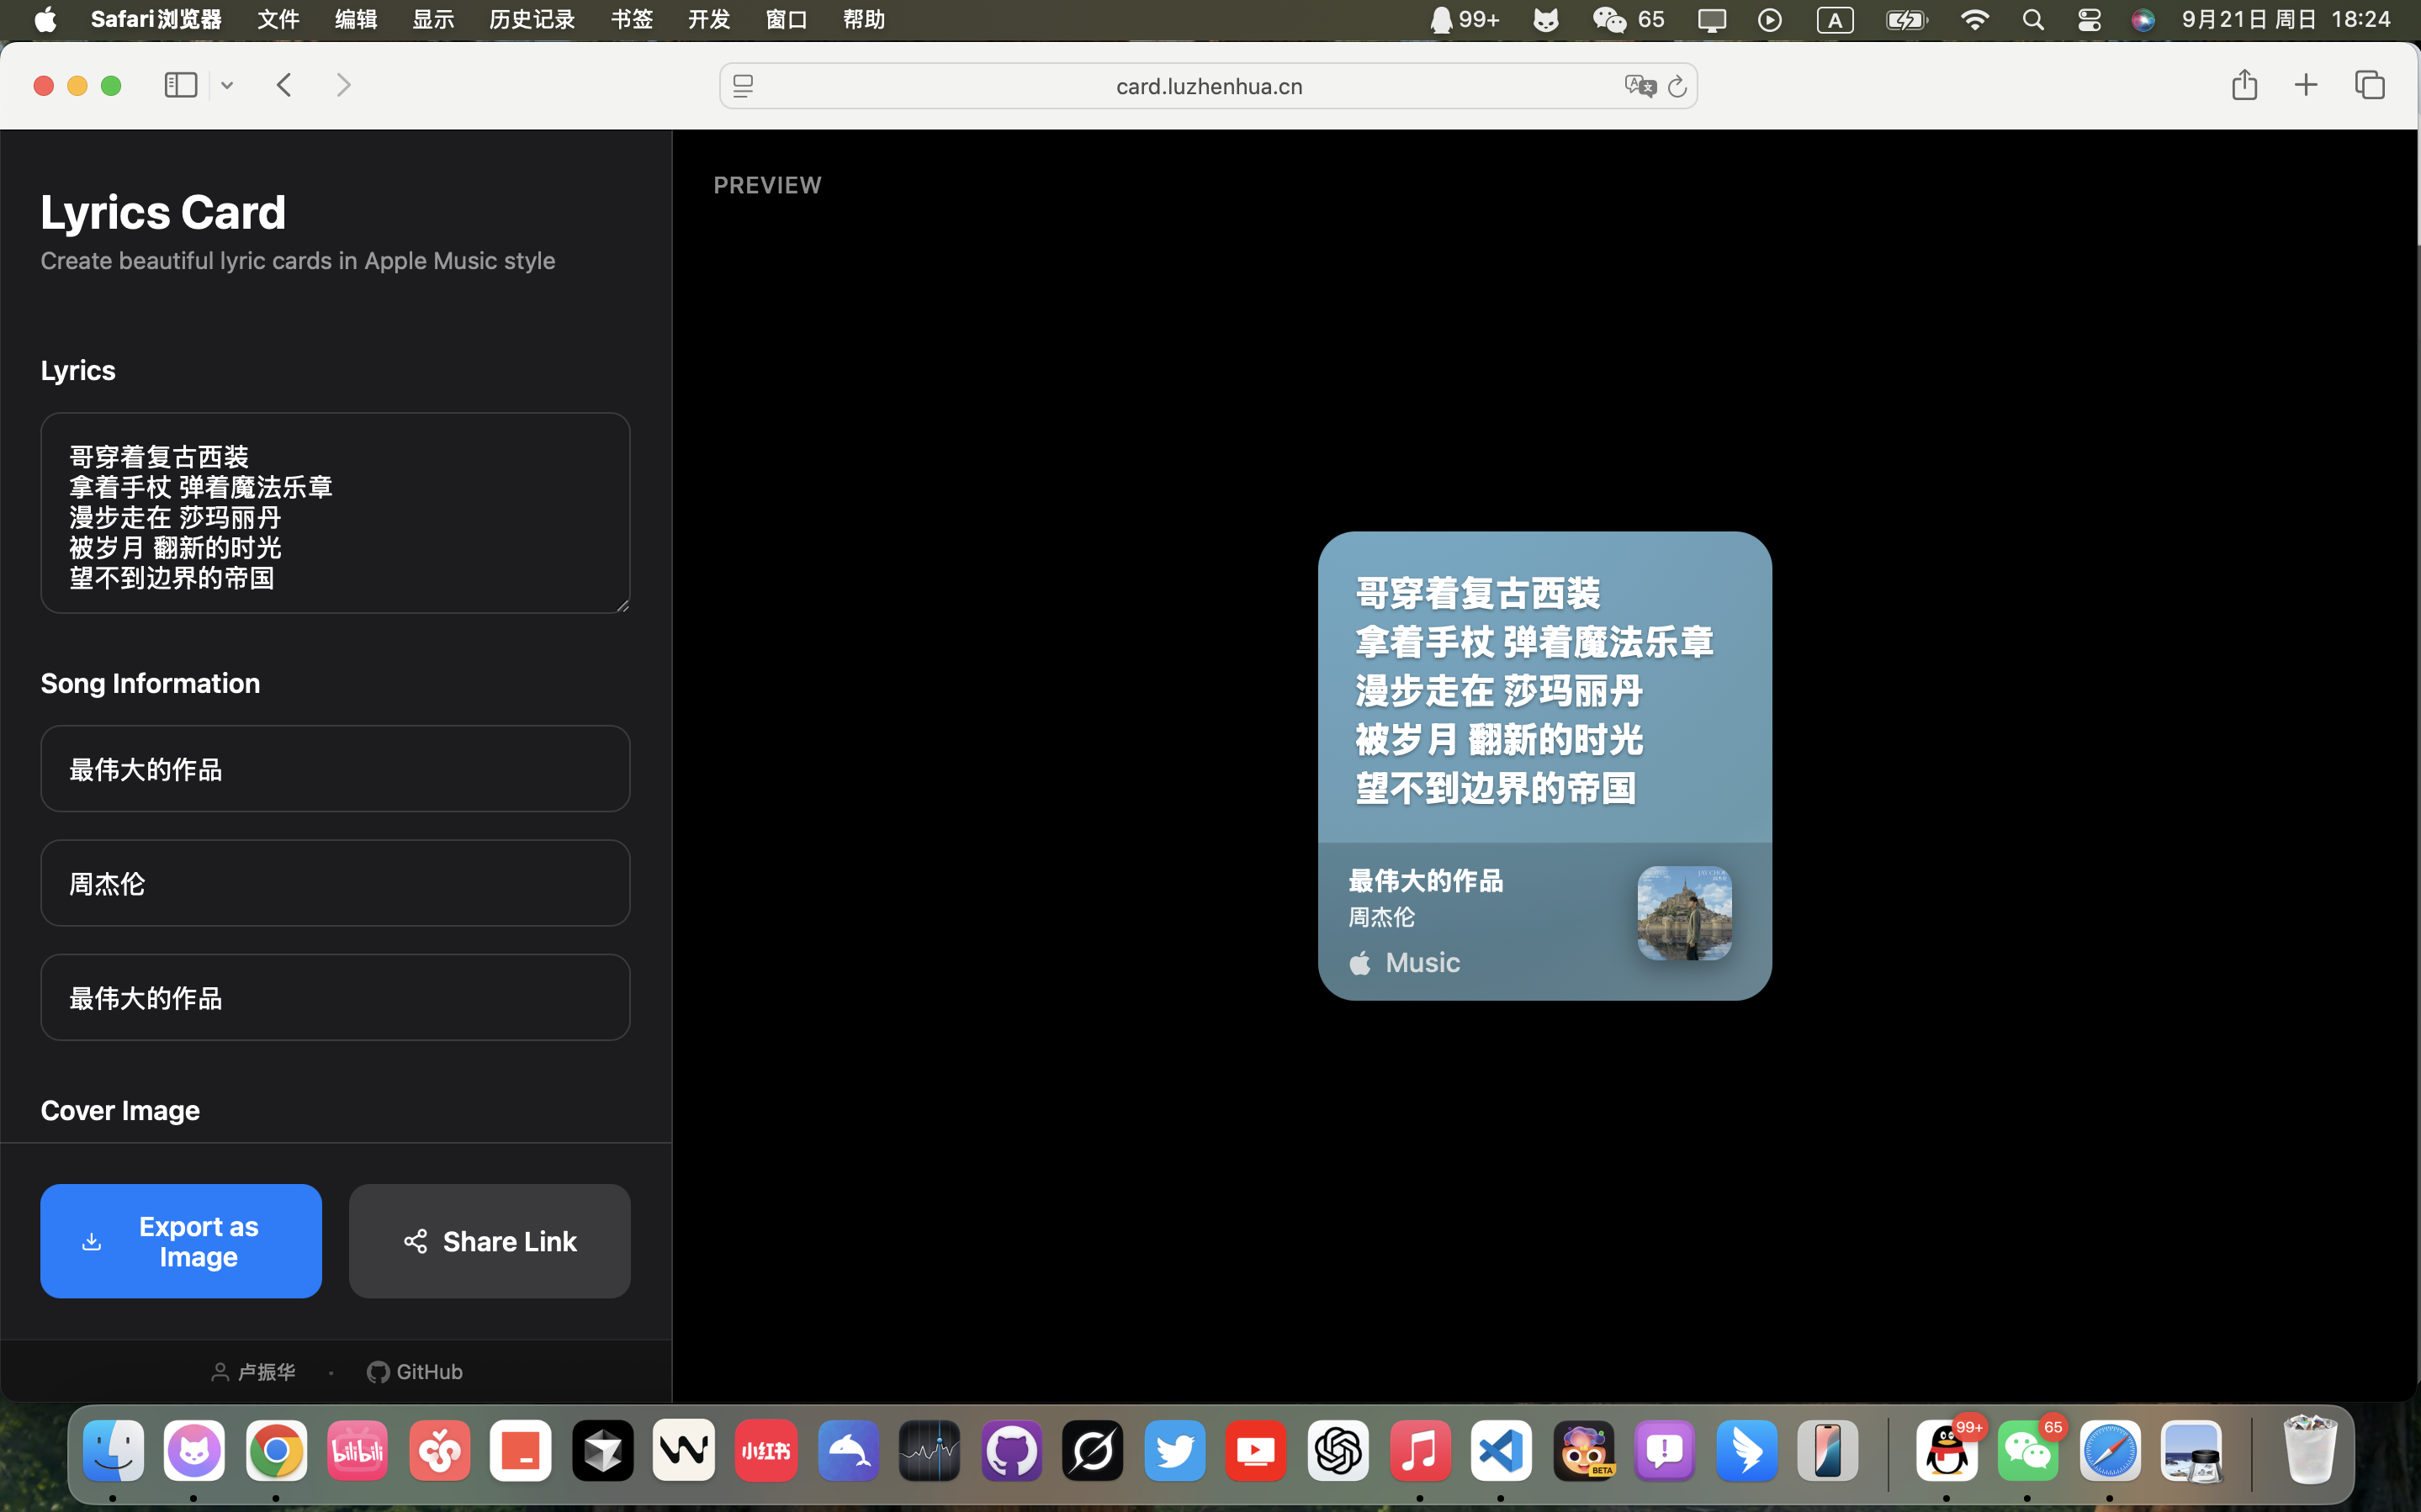 Safari浏览器 文件 编辑 显示 历史记录 书签 开发 窗口 帮助 99+ 65 A 9月21日 周日 18:24
card.luzhenhua.cn
Lyrics Card
Create beautiful lyric cards in Apple Music style
Lyrics
哥穿着复古西装
拿着手杖 弹着魔法乐章
漫步走在 莎玛丽丹
被岁月 翻新的时光
望不到边界的帝国
Song Information
最伟大的作品
周杰伦
最伟大的作品
Cover Image
Export as
Image
Share Link
卢振华 · GitHub
PREVIEW
哥穿着复古西装
拿着手杖 弹着魔法乐章
漫步走在 莎玛丽丹
被岁月 翻新的时光
望不到边界的帝国
最伟大的作品
周杰伦
Music
JAY CHOU
bilibili
小红书
BETA
99+
65